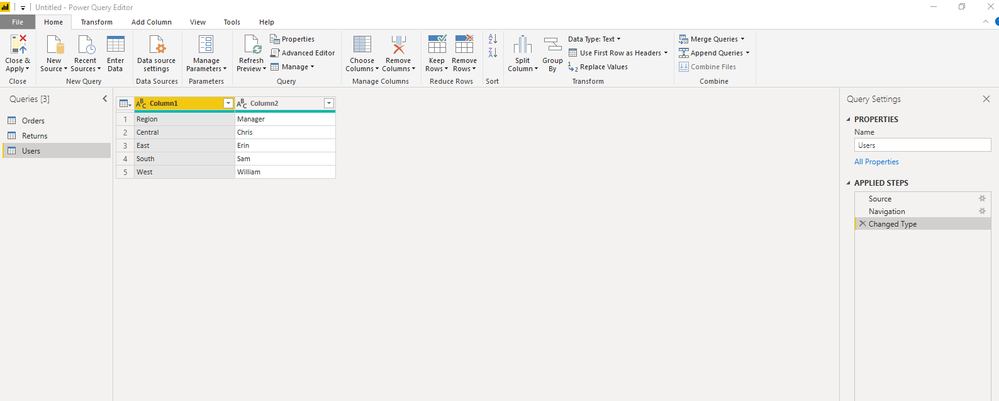 Untitled - Power Query Editor
File Home Transform Add Column View Tools Help
Close & Apply
New Source
Recent Sources
Enter Data
Data source settings
Manage Parameters
Refresh Preview
Properties
Advanced Editor
Manage
Choose Columns
Remove Columns
Keep Rows
Remove Rows
Split Column
Group By
Data Type: Text
Use First Row as Headers
Replace Values
Merge Queries
Append Queries
Combine Files
Close New Query Data Sources Parameters Query Manage Columns Reduce Rows Sort Transform Combine
Queries [3]
Orders
Returns
Users
ABC Column1 ABC Column2
1 Region Manager
2 Central Chris
3 East Erin
4 South Sam
5 West William
Query Settings
PROPERTIES
Name
Users
All Properties
APPLIED STEPS
Source
Navigation
Changed Type